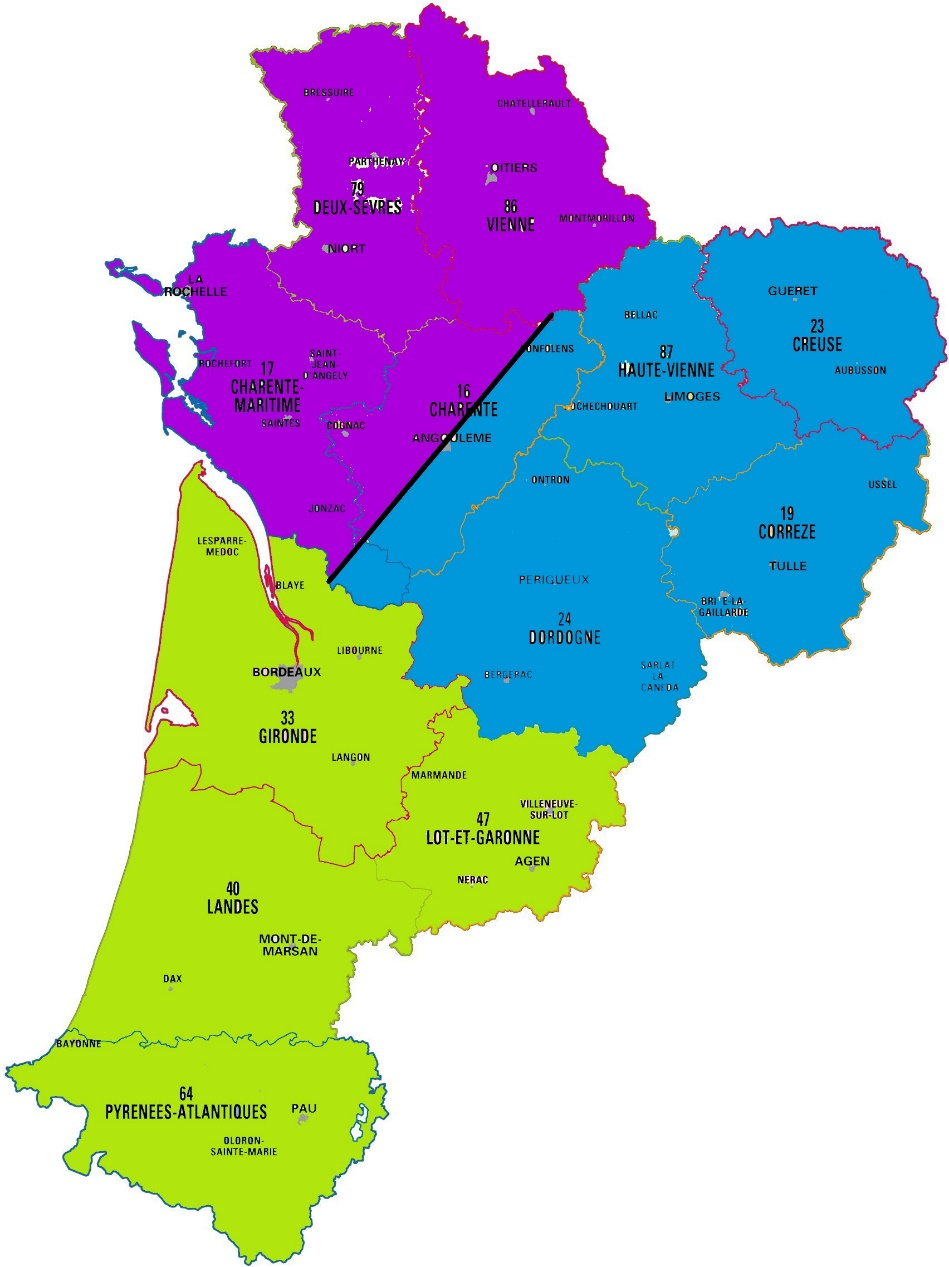 BRESSUIRE
CHATELLERAULT
PARTHENAY
OITIERS
79
DEUX-SEVRES
86
VIENNE
MONTMORILLON
NIORT
LA
ROCHELLE
GUERET
BELLAC
23
CREUSE
ONFOLENS
87
HAUTE-VIENNE
ROCHEFORT
SAINT-
JEAN
D'ANGELY
17
CHARENTE-
MARITIME
AUBUSSON
16
CHARENTE
LIMOGES
OCHECHOUART
SAINTES
COGNAC
ANGOULEME
ONTRON
USSEL
JONZAC
19
CORREZE
LESPARRE-
MEDOC
TULLE
BLAYE
PERIGUEUX
BRI E-LA-
GAILLARDE
24
DORDOGNE
LIBOURNE
BORDEAUX
BERGERAC
SARLAT-
LA
CANEDA
33
GIRONDE
LANGON
MARMANDE
VILLENEUVE-
SUR-LOT
47
LOT-ET-GARONNE
AGEN
NERAC
40
LANDES
MONT-DE-
MARSAN
DAX
BAYONNE
64
PYRENEES-ATLANTIQUES
PAU
OLORON-
SAINTE-MARIE